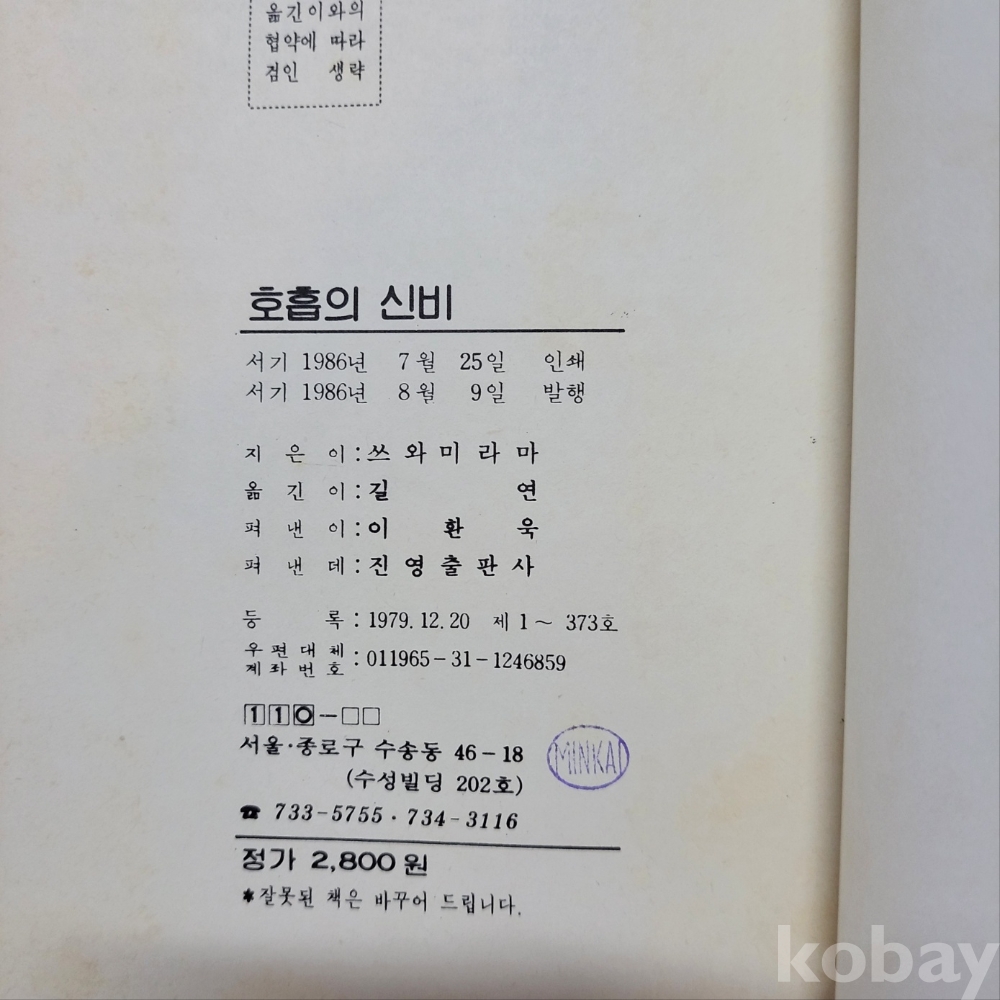 옮긴이와의
협약에 따라
검인 생략
호흡의 신비
서기 1986년 7월 25일 인쇄
서기 1986년 8월 9일 발행
지은이:쓰와미라마
옮긴이:길 연
펴낸이:이 환 욱
펴낸데:진영출판사
등 록:1979.12.20 제1~373호
우편대체
계좌번호:011965-31-1246859
110-□□
서울·종로구 수송동 46-18
(수성빌딩 202호)
☎ 733-5755·734-3116
MINKAI
정가 2,800원
*잘못된 책은 바꾸어 드립니다.
kobay